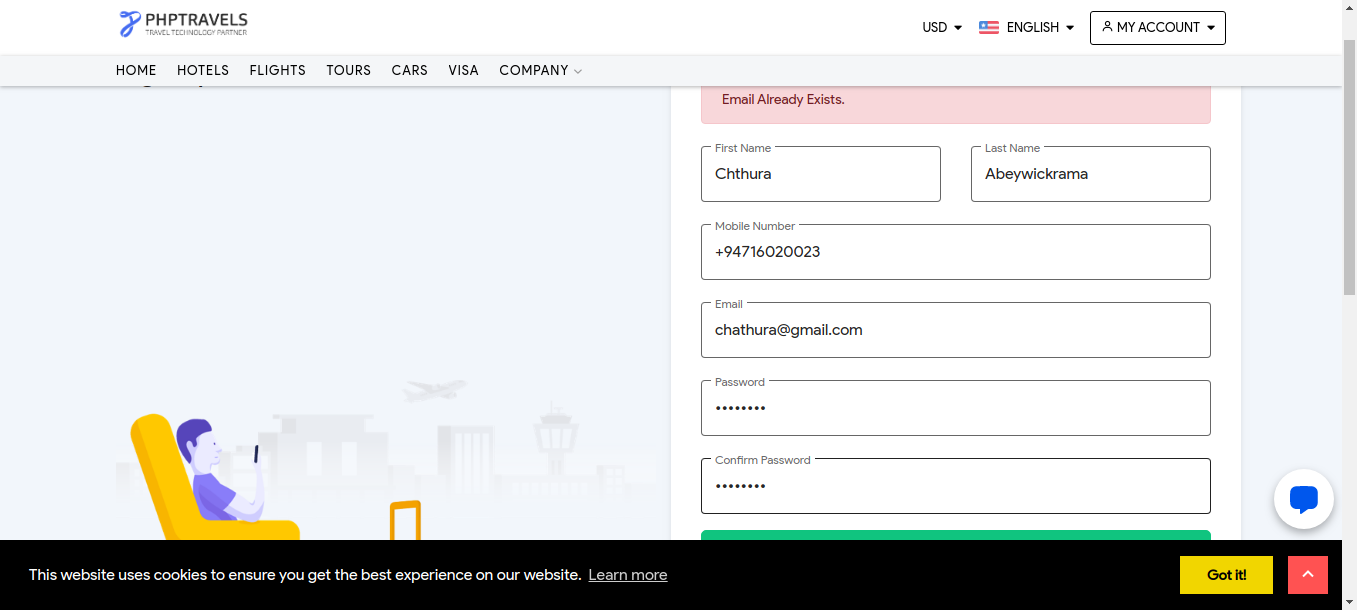 PHPTRAVELS
TRAVEL TECHNOLOGY PARTNER
USD
ENGLISH
MY ACCOUNT
HOME HOTELS FLIGHTS TOURS CARS VISA COMPANY
Email Already Exists.
First Name
Chthura
Last Name
Abeywickrama
Mobile Number
+94716020023
Email
chathura@gmail.com
Password
••••••••
Confirm Password
••••••••
This website uses cookies to ensure you get the best experience on our website. Learn more
Got it!